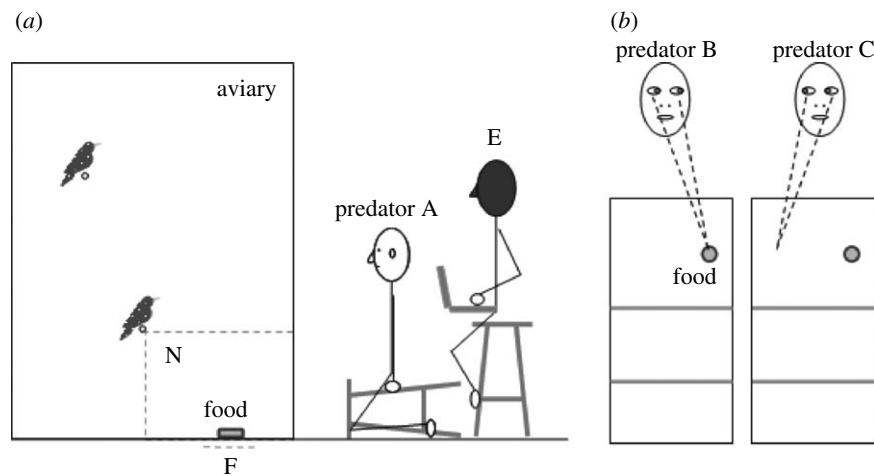 (a)
aviary
E
predator A
N
food
F
(b)
predator B
predator C
food